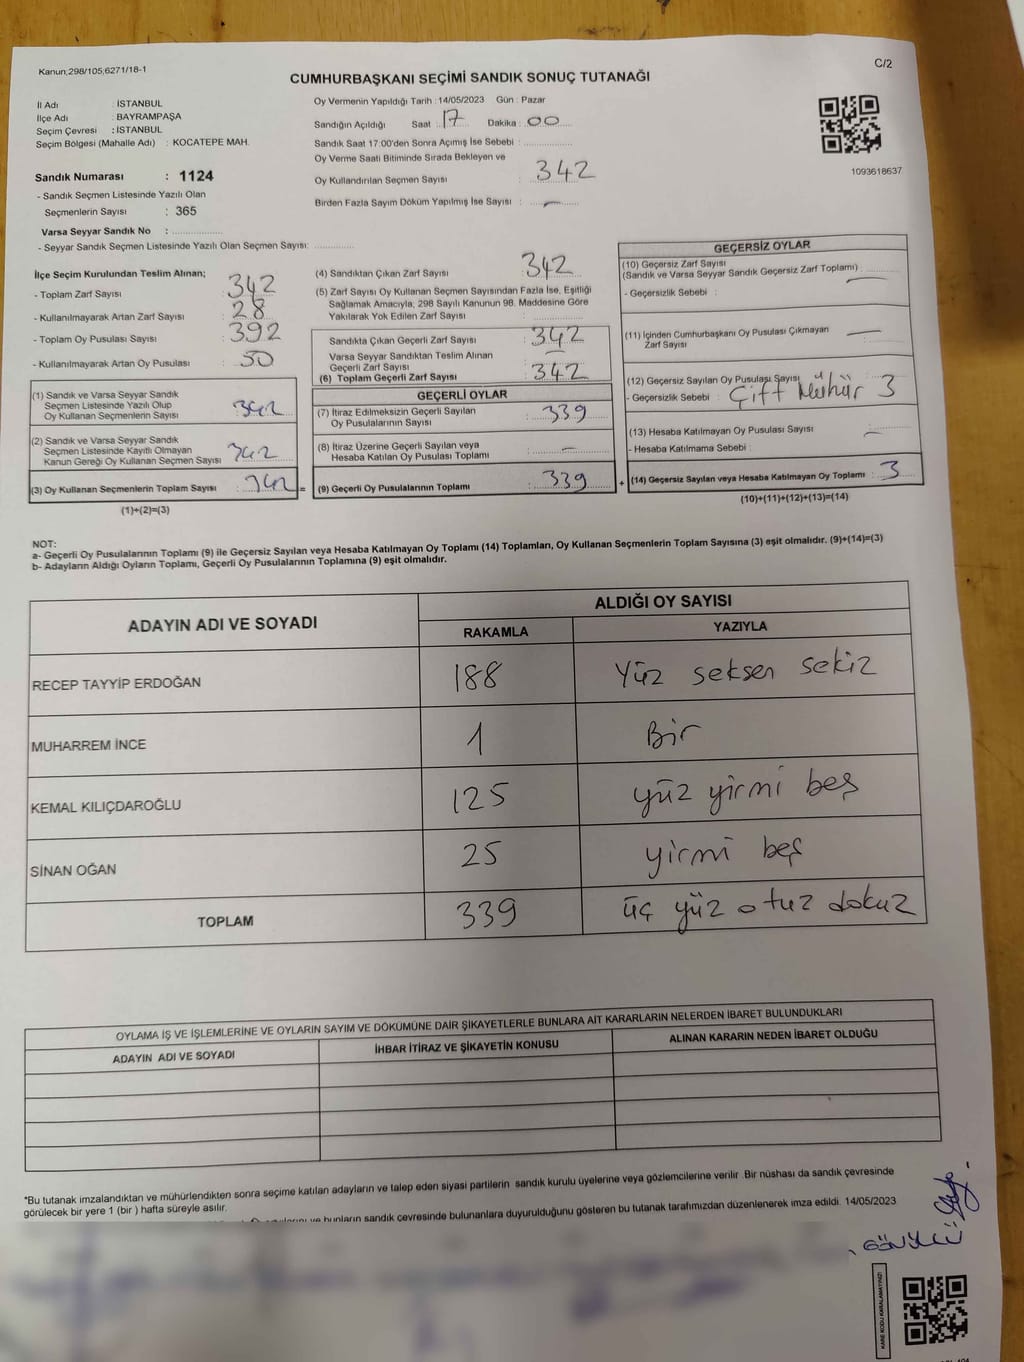 Kanun;298/105;6271/18-1
C/2
CUMHURBAŞKANI SEÇİMİ SANDIK SONUÇ TUTANAĞI
İl Adı : İSTANBUL
İlçe Adı : BAYRAMPAŞA
Seçim Çevresi : İSTANBUL
Seçim Bölgesi (Mahalle Adı) : KOCATEPE MAH.
Sandık Numarası : 1124
- Sandık Seçmen Listesinde Yazılı Olan
Seçmenlerin Sayısı : 365
Varsa Seyyar Sandık No : ....................
- Seyyar Sandık Seçmen Listesinde Yazılı Olan Seçmen Sayısı: ..............
Oy Vermenin Yapıldığı Tarih : 14/05/2023 Gün : Pazar
Sandığın Açıldığı Saat : 17 Dakika : 00
Sandık Saat 17:00'den Sonra Açımış İse Sebebi : ................
Oy Verme Saati Bitiminde Sırada Bekleyen ve
Oy Kullandırılan Seçmen Sayısı : 342
Birden Fazla Sayım Döküm Yapılmış İse Sayısı : –
1093618637
İlçe Seçim Kurulundan Teslim Alınan;
- Toplam Zarf Sayısı : 342
- Kullanılmayarak Artan Zarf Sayısı : 28
- Toplam Oy Pusulası Sayısı : 392
- Kullanılmayarak Artan Oy Pusulası : 50
(1) Sandık ve Varsa Seyyar Sandık
Seçmen Listesinde Yazılı Olup
Oy Kullanan Seçmenlerin Sayısı : 342
(2) Sandık ve Varsa Seyyar Sandık
Seçmen Listesinde Kayıtlı Olmayan
Kanun Gereği Oy Kullanan Seçmen Sayısı : 342
(3) Oy Kullanan Seçmenlerin Toplam Sayısı : 342 =
(1)+(2)=(3)
(4) Sandıktan Çıkan Zarf Sayısı : 342
(5) Zarf Sayısı Oy Kullanan Seçmen Sayısından Fazla İse, Eşitliği
Sağlamak Amacıyla, 298 Sayılı Kanunun 98. Maddesine Göre
Yakılarak Yok Edilen Zarf Sayısı : ................
Sandıkta Çıkan Geçerli Zarf Sayısı : 342
Varsa Seyyar Sandıktan Teslim Alınan
Geçerli Zarf Sayısı : –
(6) Toplam Geçerli Zarf Sayısı : 342
GEÇERLİ OYLAR
(7) İtiraz Edilmeksizin Geçerli Sayılan
Oy Pusulalarının Sayısı : 339
(8) İtiraz Üzerine Geçerli Sayılan veya
Hesaba Katılan Oy Pusulası Toplamı : –
(9) Geçerli Oy Pusulalarının Toplamı : 339 +
GEÇERSİZ OYLAR
(10) Geçersiz Zarf Sayısı
(Sandık ve Varsa Seyyar Sandık Geçersiz Zarf Toplamı) : –
- Geçersizlik Sebebi :
(11) İçinden Cumhurbaşkanı Oy Pusulası Çıkmayan
Zarf Sayısı –
(12) Geçersiz Sayılan Oy Pusulası Sayısı
- Geçersizlik Sebebi : Çift Mühür 3
(13) Hesaba Katılmayan Oy Pusulası Sayısı : –
- Hesaba Katılmama Sebebi :
(14) Geçersiz Sayılan veya Hesaba Katılmayan Oy Toplamı : 3
(10)+(11)+(12)+(13)=(14)
NOT:
a- Geçerli Oy Pusulalarının Toplamı (9) ile Geçersiz Sayılan veya Hesaba Katılmayan Oy Toplamı (14) Toplamları, Oy Kullanan Seçmenlerin Toplam Sayısına (3) eşit olmalıdır. (9)+(14)=(3)
b- Adayların Aldığı Oyların Toplamı, Geçerli Oy Pusulalarının Toplamına (9) eşit olmalıdır.
ADAYIN ADI VE SOYADI
ALDIĞI OY SAYISI
RAKAMLA YAZIYLA
RECEP TAYYİP ERDOĞAN 188 Yüz seksen sekiz
MUHARREM İNCE 1 Bir
KEMAL KILIÇDAROĞLU 125 yüz yirmi beş
SİNAN OĞAN 25 yirmi beş
TOPLAM 339 üç yüz otuz dokuz
OYLAMA İŞ VE İŞLEMLERİNE VE OYLARIN SAYIM VE DÖKÜMÜNE DAİR ŞİKAYETLERLE BUNLARA AİT KARARLARIN NELERDEN İBARET BULUNDUKLARI
ADAYIN ADI VE SOYADI İHBAR İTİRAZ VE ŞİKAYETİN KONUSU ALINAN KARARIN NEDEN İBARET OLDUĞU
*Bu tutanak imzalandıktan ve mühürlendikten sonra seçime katılan adayların ve talep eden siyasi partilerin sandık kurulu üyelerine veya gözlemcilerine verilir. Bir nüshası da sandık çevresinde
görülecek bir yere 1 (bir ) hafta süreyle asılır.
ve bunların sandık çevresinde bulunanlara duyurulduğunu gösteren bu tutanak tarafımızdan düzenlenerek imza edildi. 14/05/2023
GÖNÜLLÜ
KARE KODU KARALAMAYINIZ!